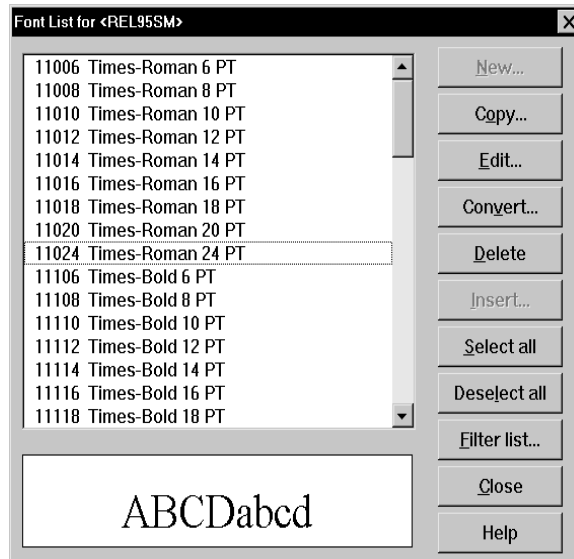 Font List for <REL95SM>
11006 Times-Roman 6 PT
11008 Times-Roman 8 PT
11010 Times-Roman 10 PT
11012 Times-Roman 12 PT
11014 Times-Roman 14 PT
11016 Times-Roman 16 PT
11018 Times-Roman 18 PT
11020 Times-Roman 20 PT
11024 Times-Roman 24 PT
11106 Times-Bold 6 PT
11108 Times-Bold 8 PT
11110 Times-Bold 10 PT
11112 Times-Bold 12 PT
11114 Times-Bold 14 PT
11116 Times-Bold 16 PT
11118 Times-Bold 18 PT
ABCDabcd
New...
Copy...
Edit...
Convert...
Delete
Insert...
Select all
Deselect all
Filter list...
Close
Help